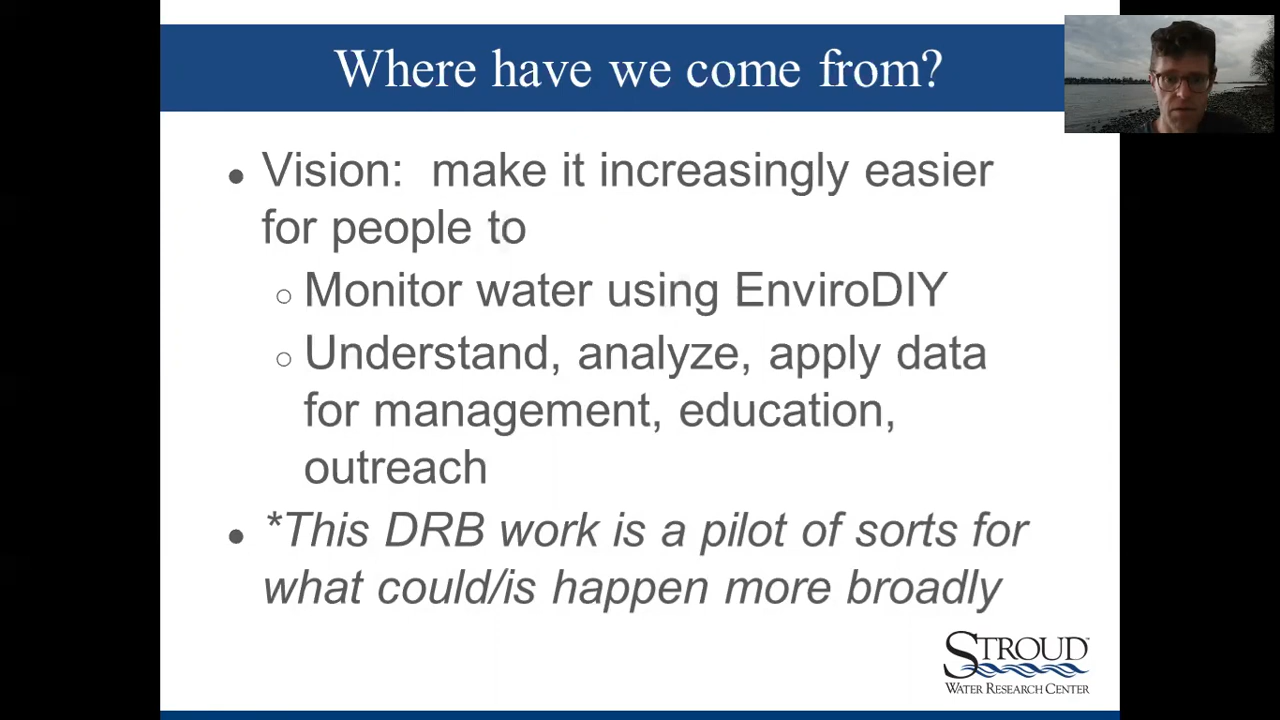 Where have we come from?
• Vision:  make it increasingly easier
for people to
○ Monitor water using EnviroDIY
○ Understand, analyze, apply data
for management, education,
outreach
• *This DRB work is a pilot of sorts for
what could/is happen more broadly
STROUD™
WATER RESEARCH CENTER